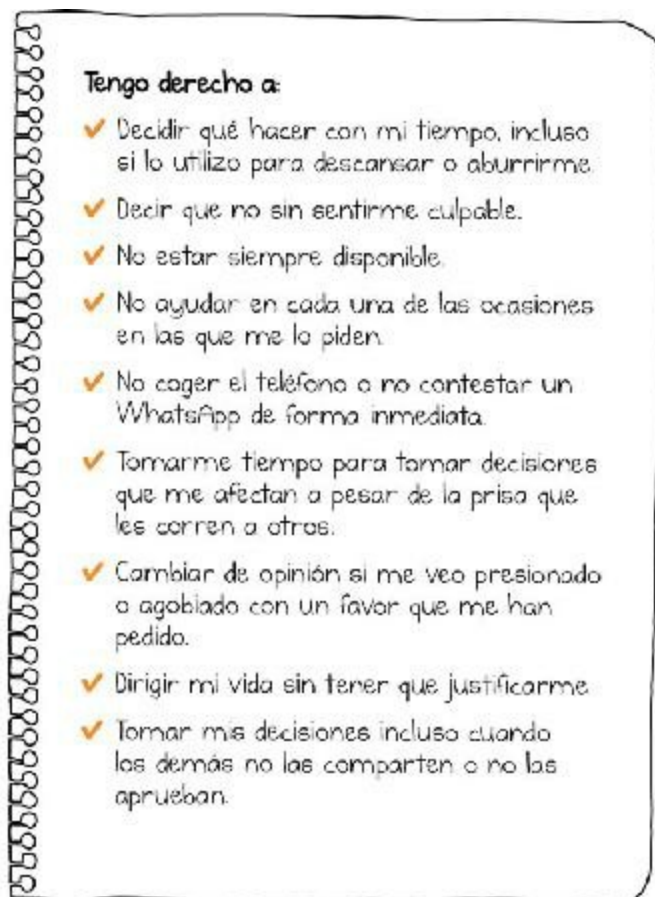 Tengo derecho a:
Decidir qué hacer con mi tiempo, incluso
si lo utilizo para descansar o aburrirme.
Decir que no sin sentirme culpable.
No estar siempre disponible.
No ayudar en cada una de las ocasiones
en las que me lo piden.
No coger el teléfono o no contestar un
WhatsApp de forma inmediata.
Tomarme tiempo para tomar decisiones
que me afectan a pesar de la prisa que
les corren a otros.
Cambiar de opinión si me veo presionado
o agobiado con un favor que me han
pedido.
Dirigir mi vida sin tener que justificarme
Tomar mis decisiones incluso cuando
los demás no las comparten o no las
aprueban.